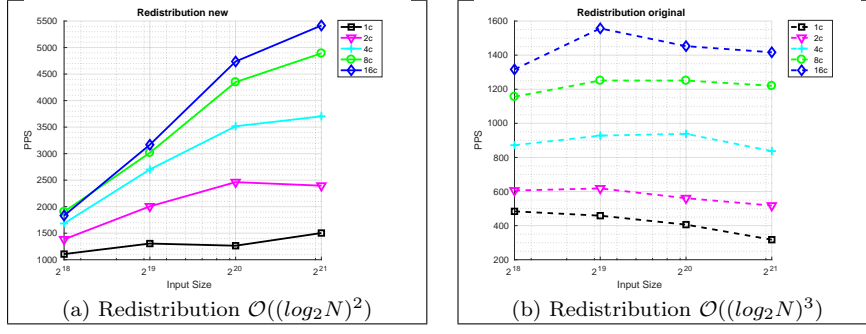 Redistribution new
5500
5000
4500
4000
3500
3000
2500
2000
1500
1000
PPS
2^18 2^19 2^20 2^21
Input Size
1c
2c
4c
8c
16c
(a) Redistribution O((log_2 N)^2)
Redistribution original
1600
1400
1200
1000
800
600
400
200
PPS
2^18 2^19 2^20 2^21
Input Size
1c
2c
4c
8c
16c
(b) Redistribution O((log_2 N)^3)